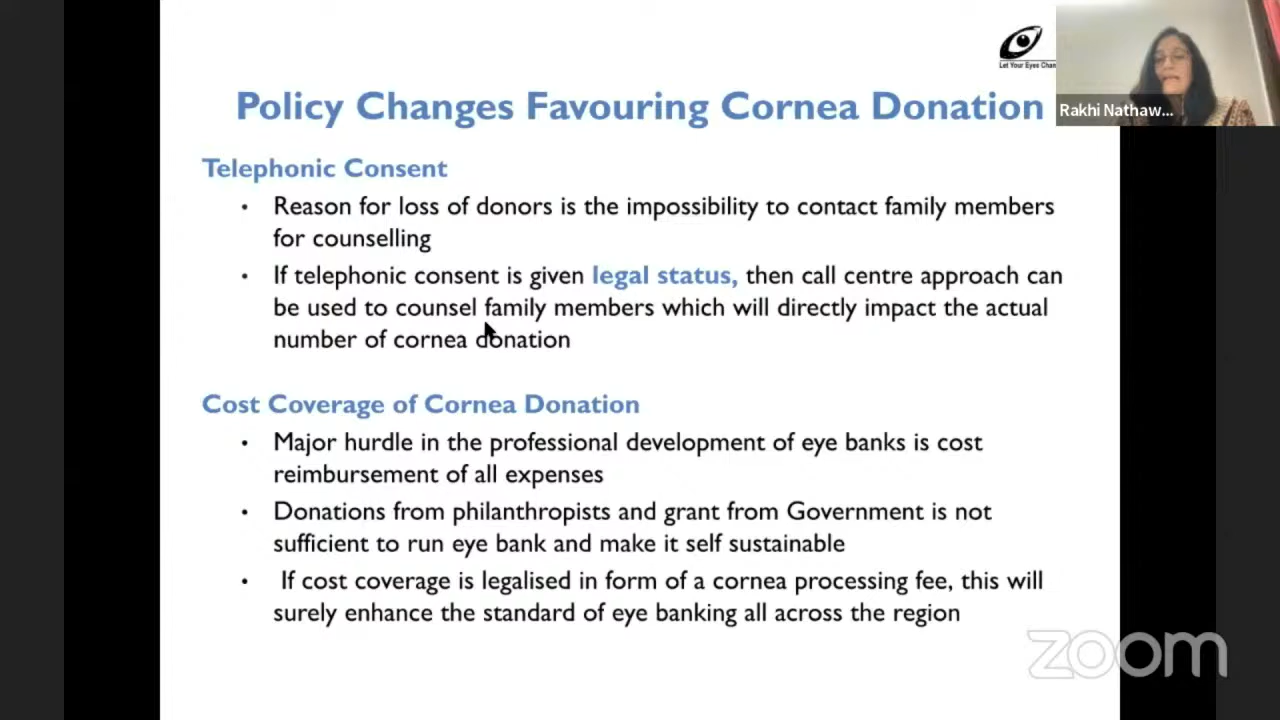 Let Your Eyes Chan
Policy Changes Favouring Cornea Donation
Rakhi Nathaw...
Telephonic Consent
• Reason for loss of donors is the impossibility to contact family members
for counselling
• If telephonic consent is given legal status, then call centre approach can
be used to counsel family members which will directly impact the actual
number of cornea donation
Cost Coverage of Cornea Donation
• Major hurdle in the professional development of eye banks is cost
reimbursement of all expenses
• Donations from philanthropists and grant from Government is not
sufficient to run eye bank and make it self sustainable
• If cost coverage is legalised in form of a cornea processing fee, this will
surely enhance the standard of eye banking all across the region
zoom